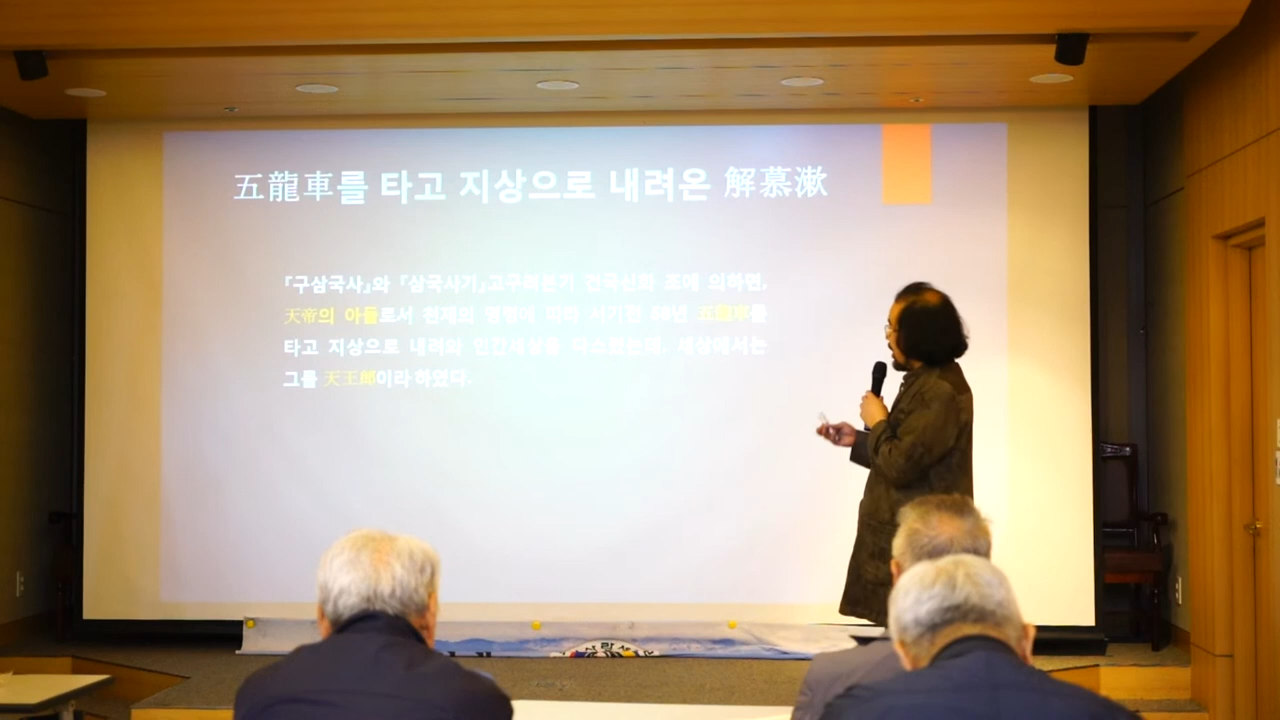 五龍車를 타고 지상으로 내려온 解慕漱
「구삼국사」와 「삼국사기」고구려본기 건국신화 조에 의하면,
天帝의 아들로서 천제의 명령에 따라 서기전 58년 五龍車를
타고 지상으로 내려와 인간세상을 다스렸는데, 세상에서는
그를 天王郎이라 하였다.